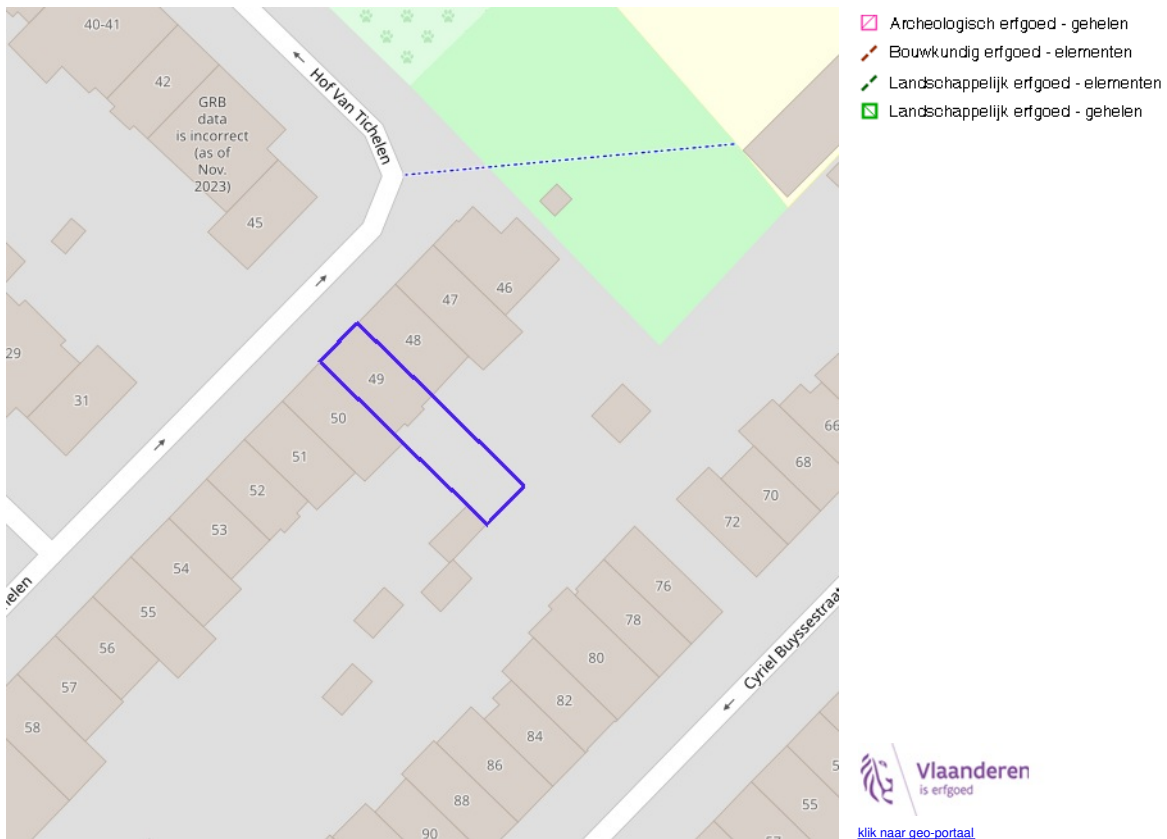 40-41
42
GRB
data
is incorrect
(as of
Nov.
2023)
45
Hof Van Tichelen
46
47
48
49
50
51
52
53
54
55
56
57
58
29
31
helen
66
68
70
72
76
78
80
82
84
86
88
90
Cyriel Buyssestraat
55
Archeologisch erfgoed - gehelen
Bouwkundig erfgoed - elementen
Landschappelijk erfgoed - elementen
Landschappelijk erfgoed - gehelen
Vlaanderen
is erfgoed
klik naar geo-portaal